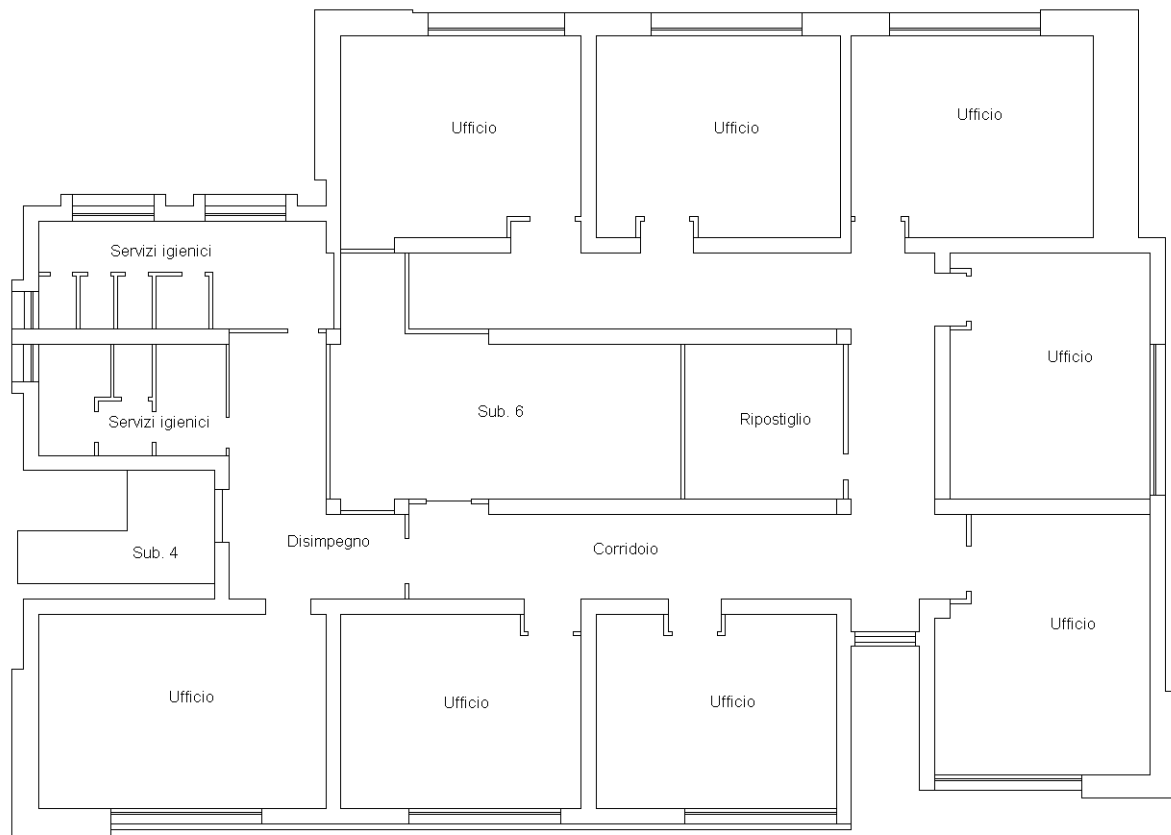 Ufficio
Ufficio
Ufficio
Servizi igienici
Ufficio
Sub. 6
Ripostiglio
Servizi igienici
Disimpegno
Corridoio
Sub. 4
Ufficio
Ufficio
Ufficio
Ufficio